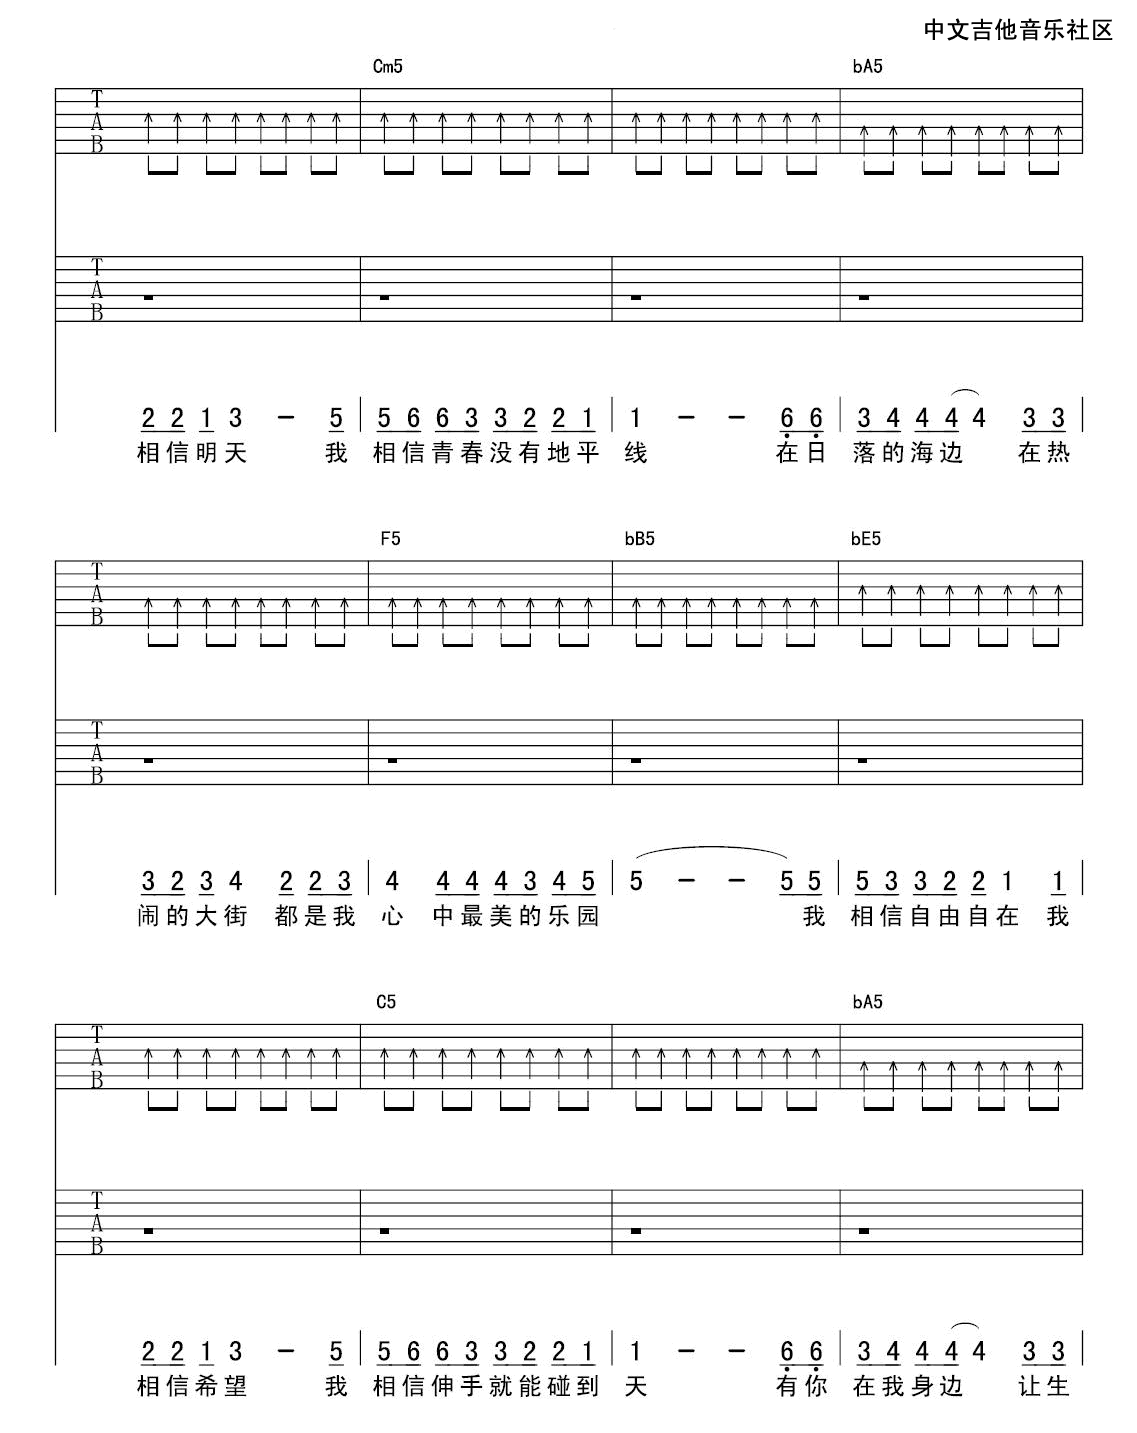 中文吉他音乐社区
Cm5 bA5
T
A
B
T
A
B
2 2 1 3 – 5 | 5 6 6 3 3 2 2 1 | 1 – – 6 6 | 3 4 4 4 4 3 3 |
相信明天 我 相信青春没有地平 线 在日 落的海边 在热
F5 bB5 bE5
T
A
B
T
A
B
3 2 3 4 2 2 3 | 4 4 4 4 3 4 5 | 5 – – 5 5 | 5 3 3 2 2 1 1 |
闹的大街 都是我 心 中最美的乐园 我 相信自由自在 我
C5 bA5
T
A
B
T
A
B
2 2 1 3 – 5 | 5 6 6 3 3 2 2 1 | 1 – – 6 6 | 3 4 4 4 4 3 3 |
相信希望 我 相信伸手就能碰到 天 有你 在我身边 让生